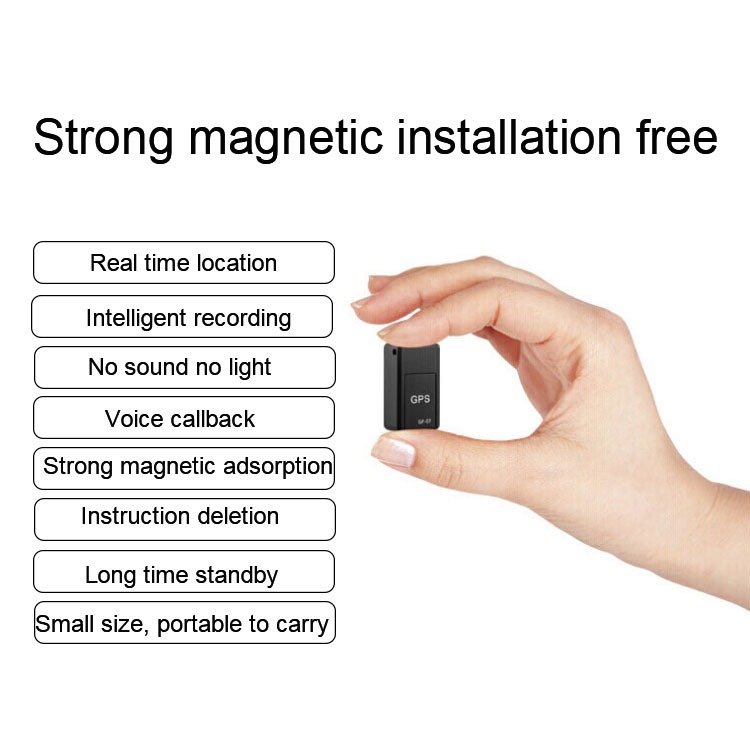 Strong magnetic installation free
Real time location
Intelligent recording
No sound no light
Voice callback
Strong magnetic adsorption
Instruction deletion
Long time standby
Small size, portable to carry
GPS